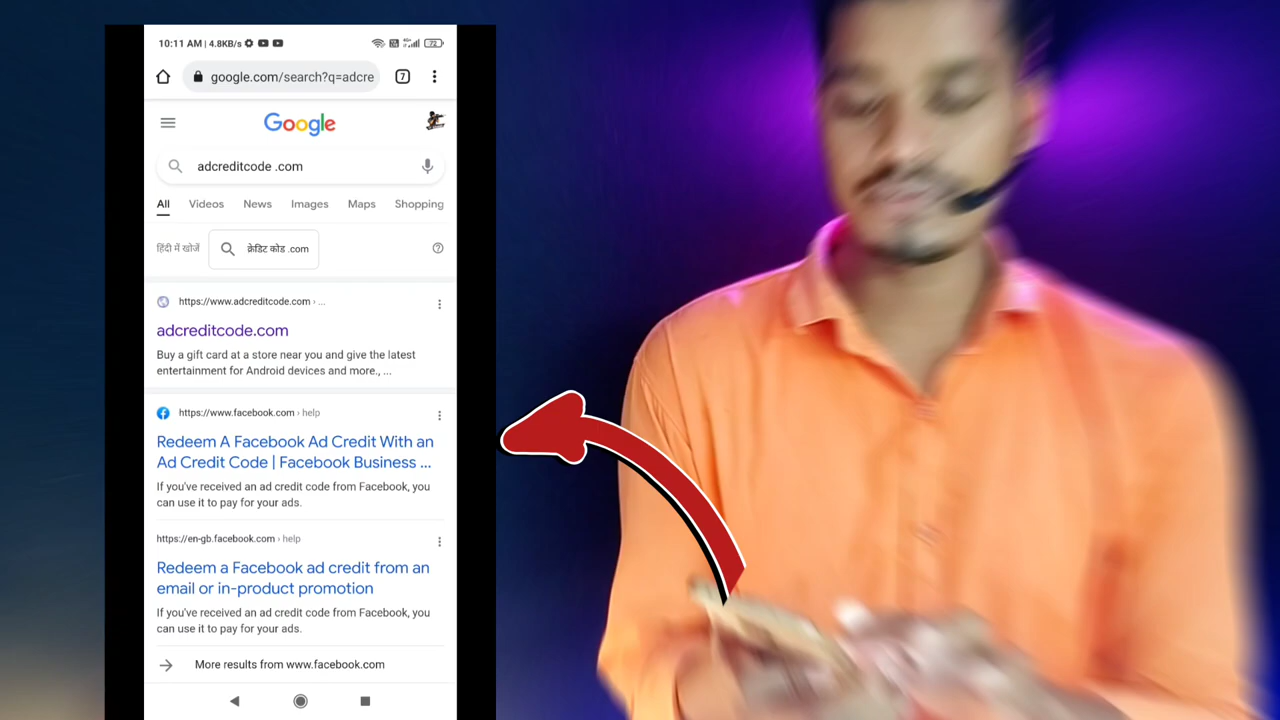 10:11 AM | 4.8KB/s
72
google.com/search?q=adcre
7
Google
adcreditcode .com
All Videos News Images Maps Shopping
हिंदी में खोजें
क्रेडिट कोड .com
https://www.adcreditcode.com › ...
adcreditcode.com
Buy a gift card at a store near you and give the latest
entertainment for Android devices and more., ...
https://www.facebook.com › help
Redeem A Facebook Ad Credit With an
Ad Credit Code | Facebook Business ...
If you've received an ad credit code from Facebook, you
can use it to pay for your ads.
https://en-gb.facebook.com › help
Redeem a Facebook ad credit from an
email or in-product promotion
If you've received an ad credit code from Facebook, you
can use it to pay for your ads.
More results from www.facebook.com